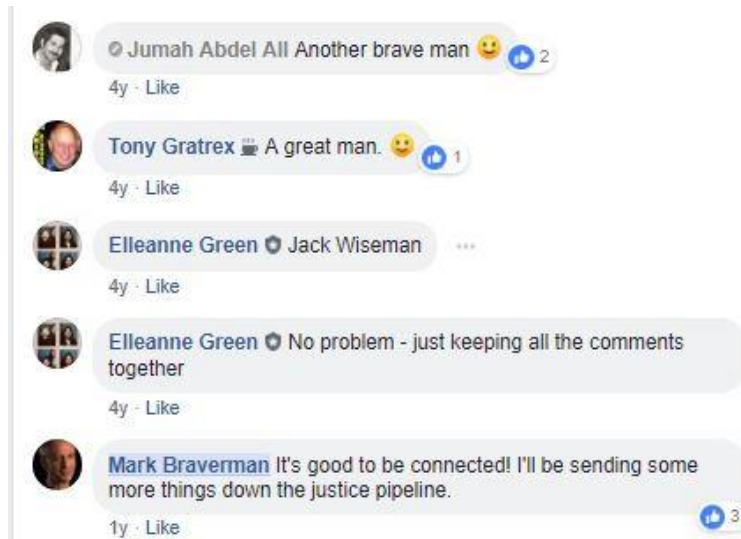 Jumah Abdel All Another brave man
2
4y · Like
Tony Gratrex A great man.
1
4y · Like
Elleanne Green Jack Wiseman
4y · Like
Elleanne Green No problem - just keeping all the comments
together
4y · Like
Mark Braverman It's good to be connected! I'll be sending some
more things down the justice pipeline.
3
1y · Like